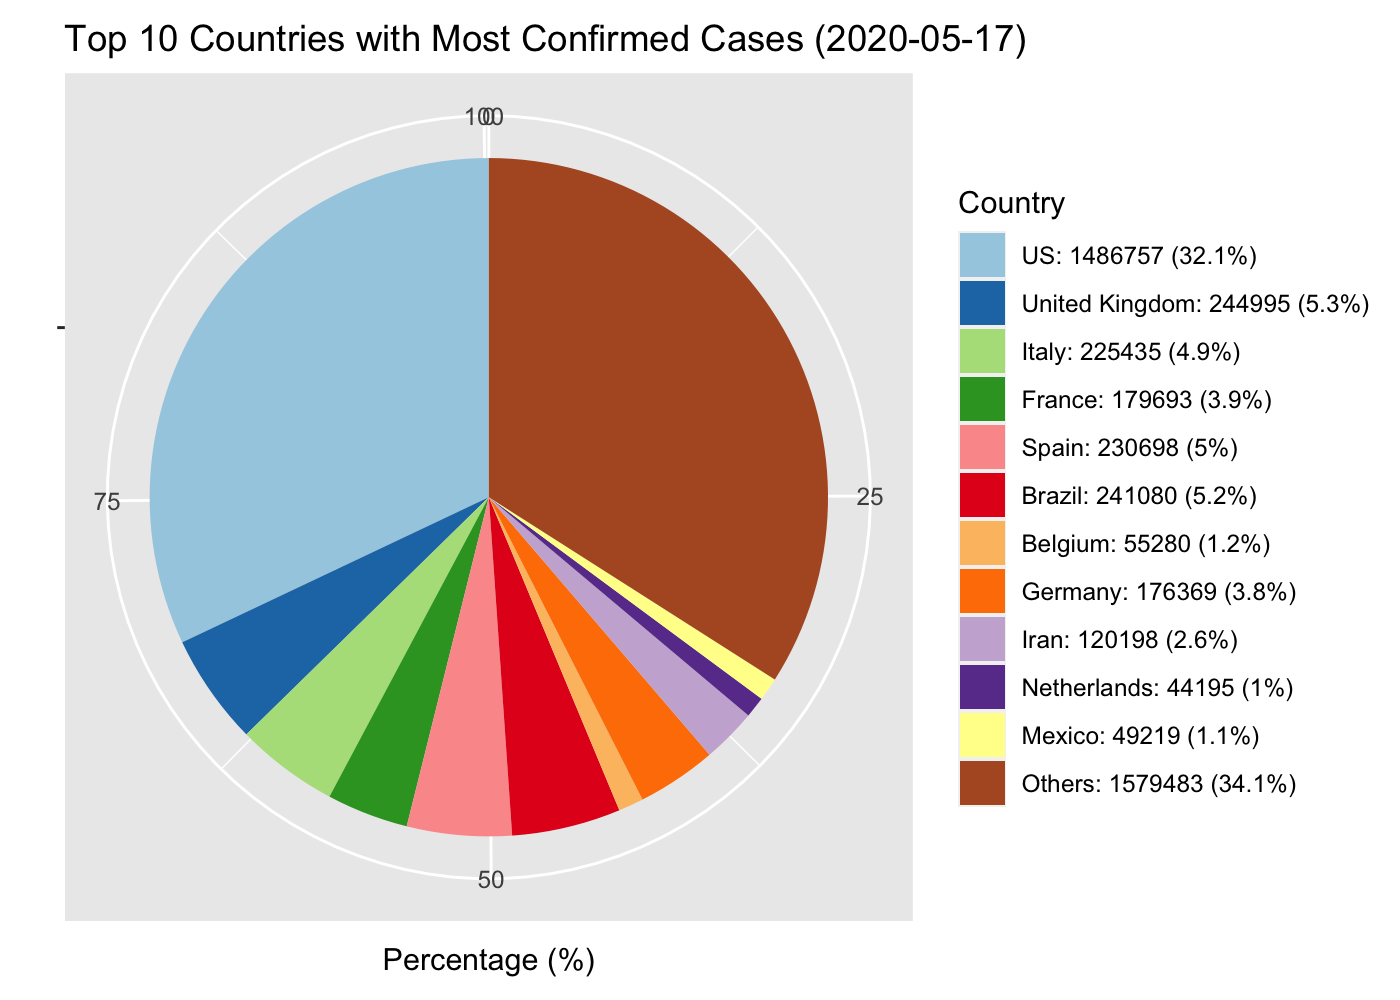 Top 10 Countries with Most Confirmed Cases (2020-05-17)
100
0
25
50
75
Percentage (%)
Country
US: 1486757 (32.1%)
United Kingdom: 244995 (5.3%)
Italy: 225435 (4.9%)
France: 179693 (3.9%)
Spain: 230698 (5%)
Brazil: 241080 (5.2%)
Belgium: 55280 (1.2%)
Germany: 176369 (3.8%)
Iran: 120198 (2.6%)
Netherlands: 44195 (1%)
Mexico: 49219 (1.1%)
Others: 1579483 (34.1%)